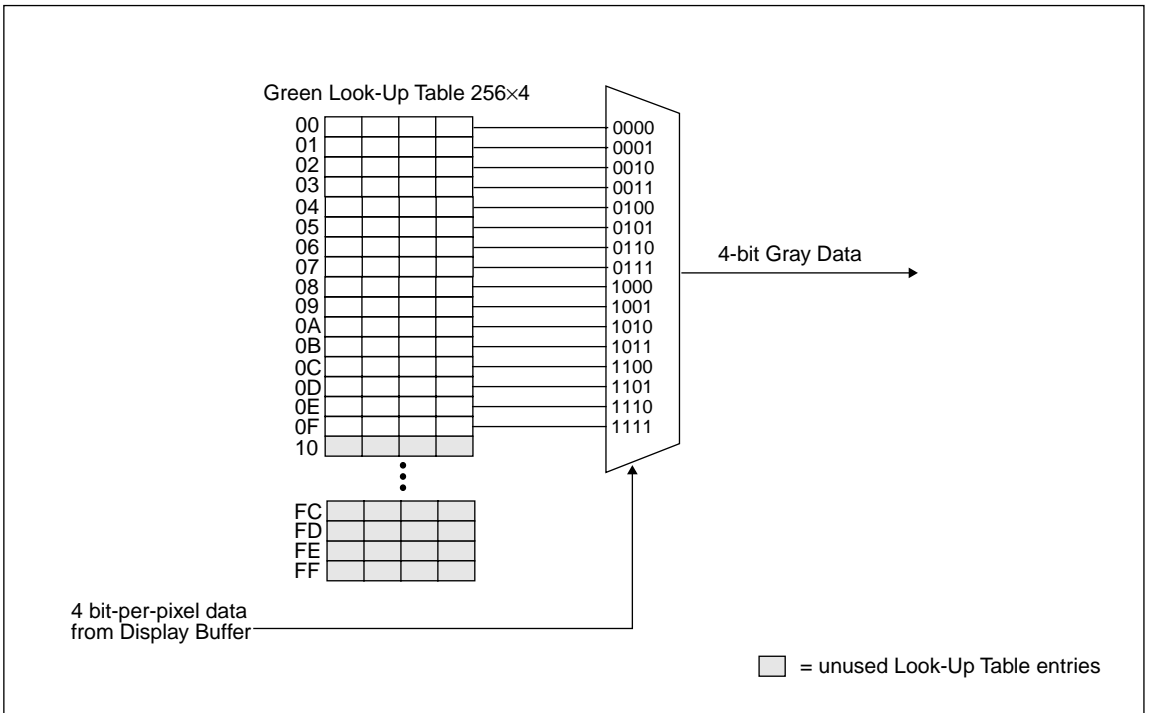 Green Look-Up Table 256×4
00 0000
01 0001
02 0010
03 0011
04 0100
05 0101
06 0110
4-bit Gray Data
07 0111
08 1000
09 1001
0A 1010
0B 1011
0C 1100
0D 1101
0E 1110
0F 1111
10
FC
FD
FE
FF
4 bit-per-pixel data
from Display Buffer
= unused Look-Up Table entries